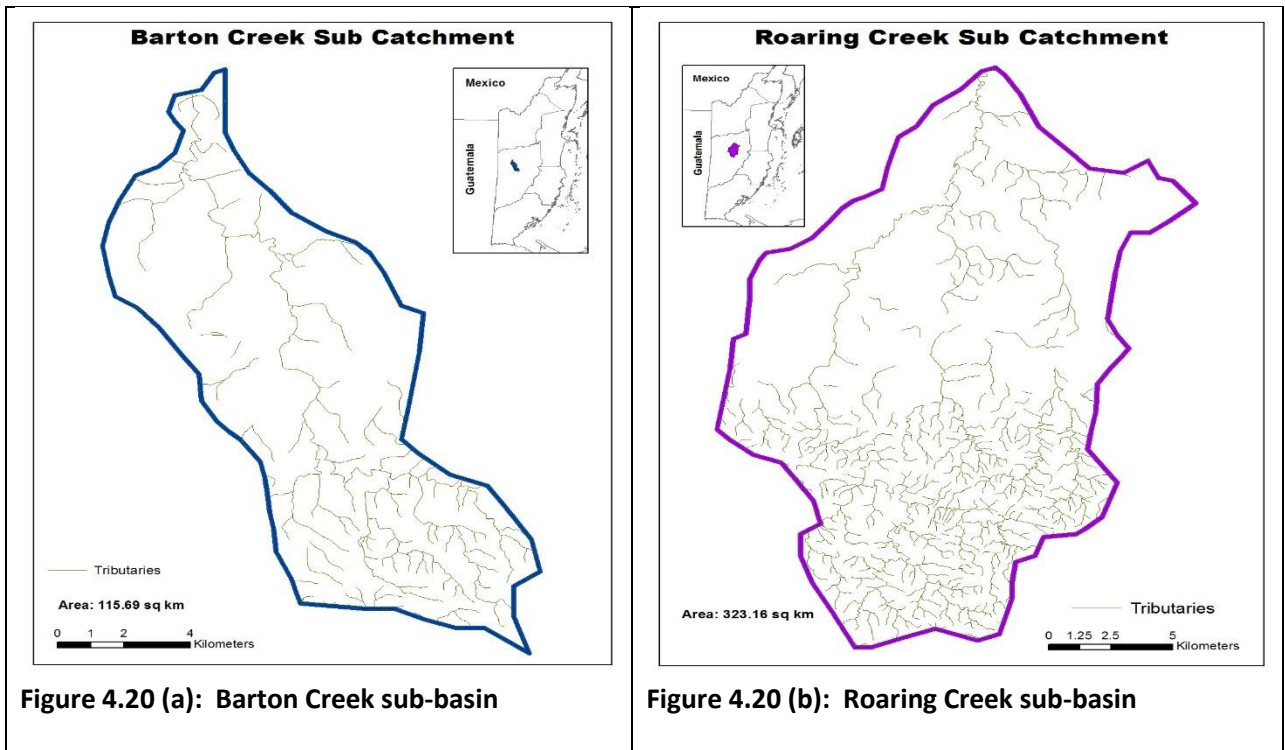 Barton Creek Sub Catchment
Mexico
Guatemala
Tributaries
Area: 115.69 sq km
0 1 2 4
Kilometers
Figure 4.20 (a): Barton Creek sub-basin
Roaring Creek Sub Catchment
Mexico
Guatemala
Area: 323.16 sq km
Tributaries
0 1.25 2.5 5
Kilometers
Figure 4.20 (b): Roaring Creek sub-basin